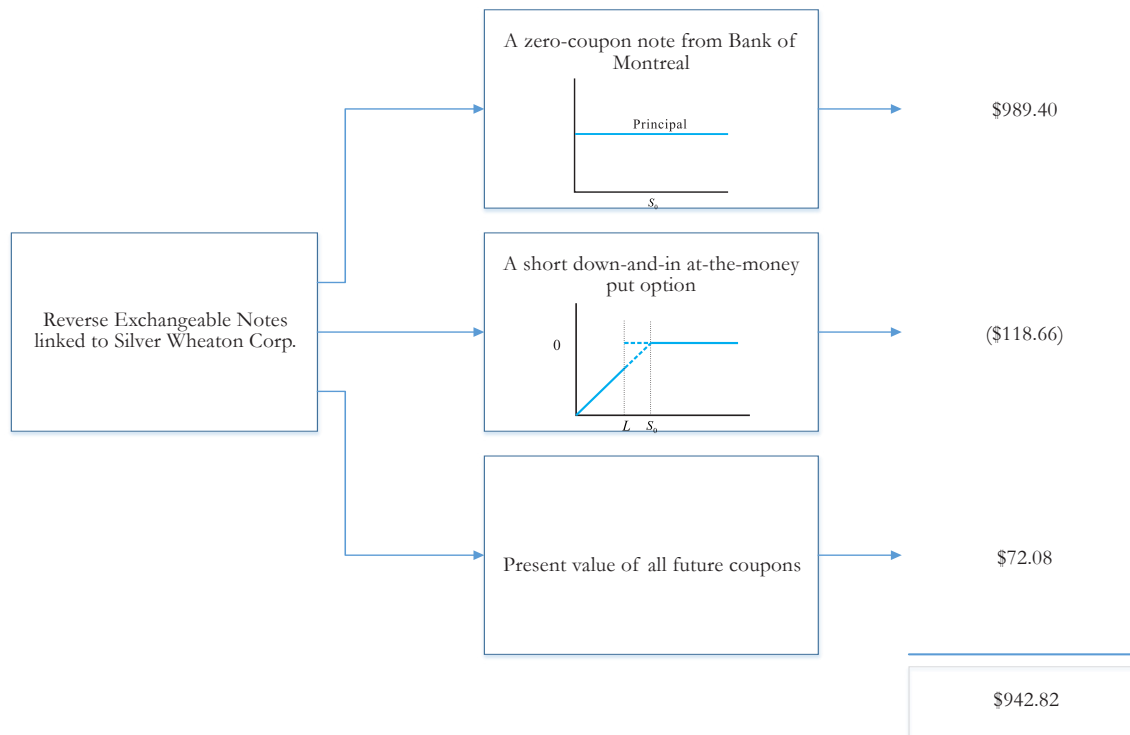 A zero-coupon note from Bank of
Montreal
Principal
S₀
$989.40
Reverse Exchangeable Notes
linked to Silver Wheaton Corp.
A short down-and-in at-the-money
put option
0
L S₀
($118.66)
Present value of all future coupons
$72.08
$942.82